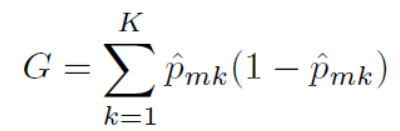 G = \sum_{k=1}^{K} \hat{p}_{mk}(1 - \hat{p}_{mk})